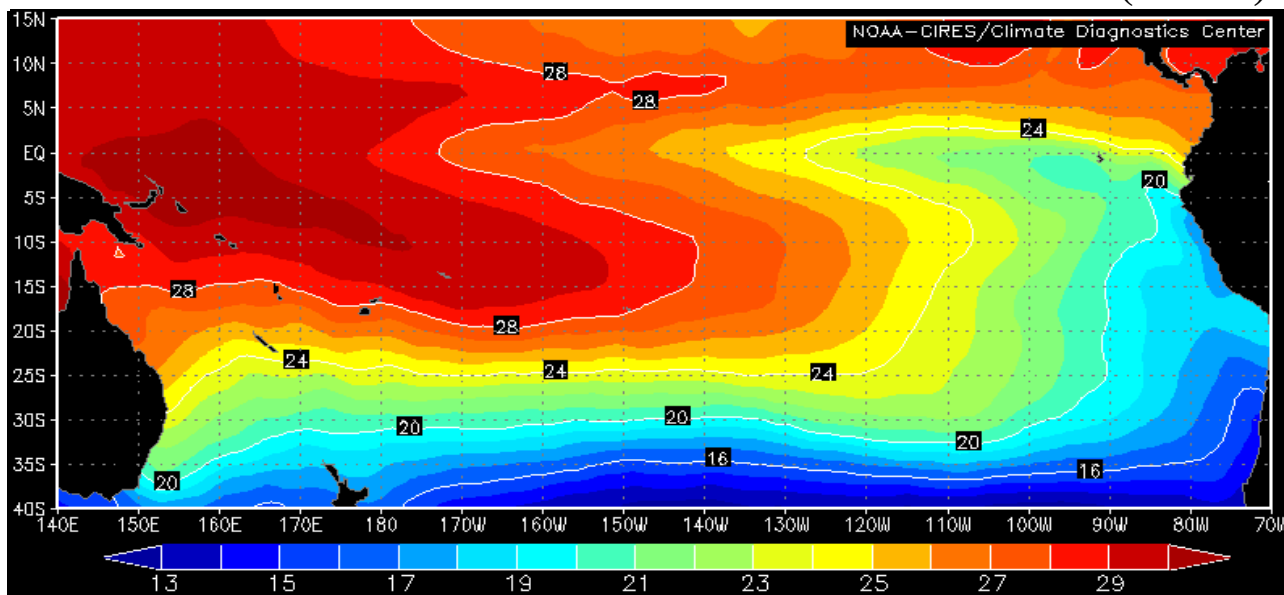 NOAA-CIRES/Climate Diagnostics Center
15N
10N
28
5N
28
24
EQ
20
5S
10S
15S
28
28
20S
24
24
24
25S
30S
20
20
20
35S
16
16
20
40S
140E 150E 160E 170E 180 170W 160W 150W 140W 130W 120W 110W 100W 90W 80W 70W
13 15 17 19 21 23 25 27 29